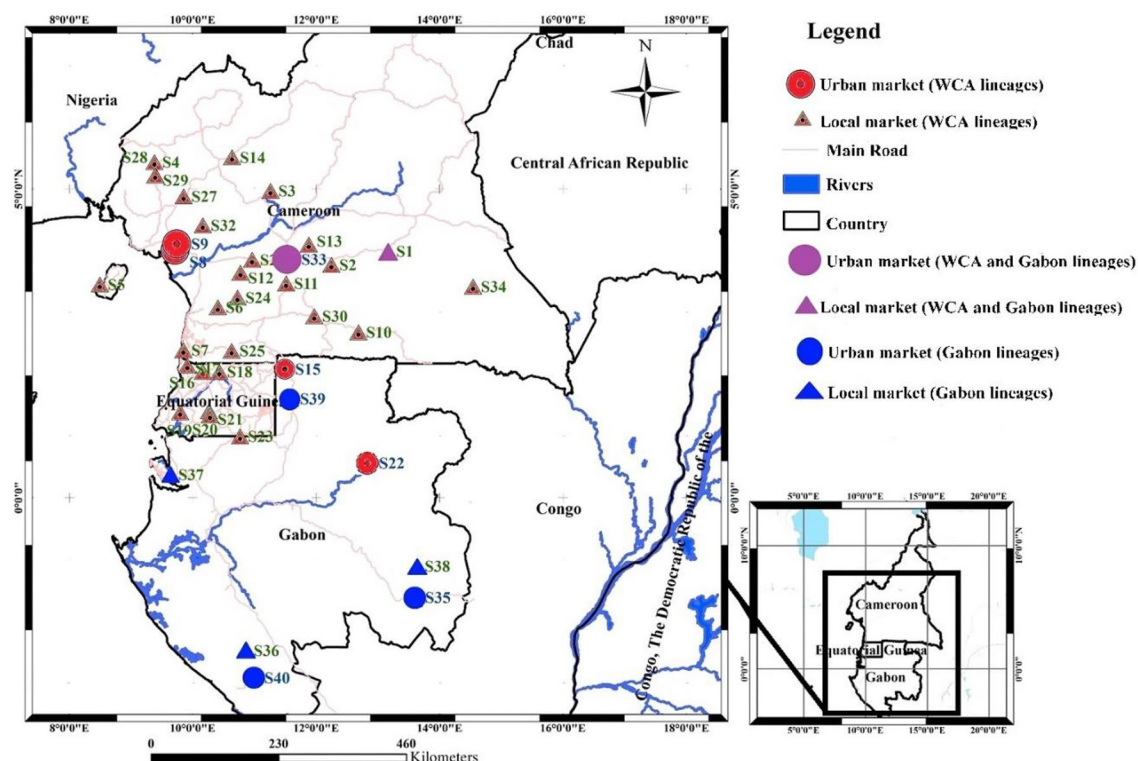 8°0'0"E 10°0'0"E 12°0'0"E 14°0'0"E 16°0'0"E 18°0'0"E
Chad
N
Nigeria
Central African Republic
S28 S4
S14
S29
S27
S3
5°0'0"N
Cameroon
S32
S9
S8
S13
S1
S33
S2
S5
S12
S11
S34
S24
S6
S30
S10
S7
S25
S15
S16
S18
S39
Equatorial Guinea
S21
S19 S20
S23
S22
S37
0°0'0"
Congo
Gabon
S38
S35
S36
S40
Congo, The Democratic Republic of the
8°0'0"E 10°0'0"E 12°0'0"E 14°0'0"E 16°0'0"E 18°0'0"E
0 230 460
Kilometers
Legend
Urban market (WCA lineages)
Local market (WCA lineages)
Main Road
Rivers
Country
Urban market (WCA and Gabon lineages)
Local market (WCA and Gabon lineages)
Urban market (Gabon lineages)
Local market (Gabon lineages)
5°0'0"E 10°0'0"E 15°0'0"E 20°0'0"E
10°0'0"N
Cameroon
Equatorial Guinea
Gabon
0°0'0"N
5°0'0"E 10°0'0"E 15°0'0"E 20°0'0"E